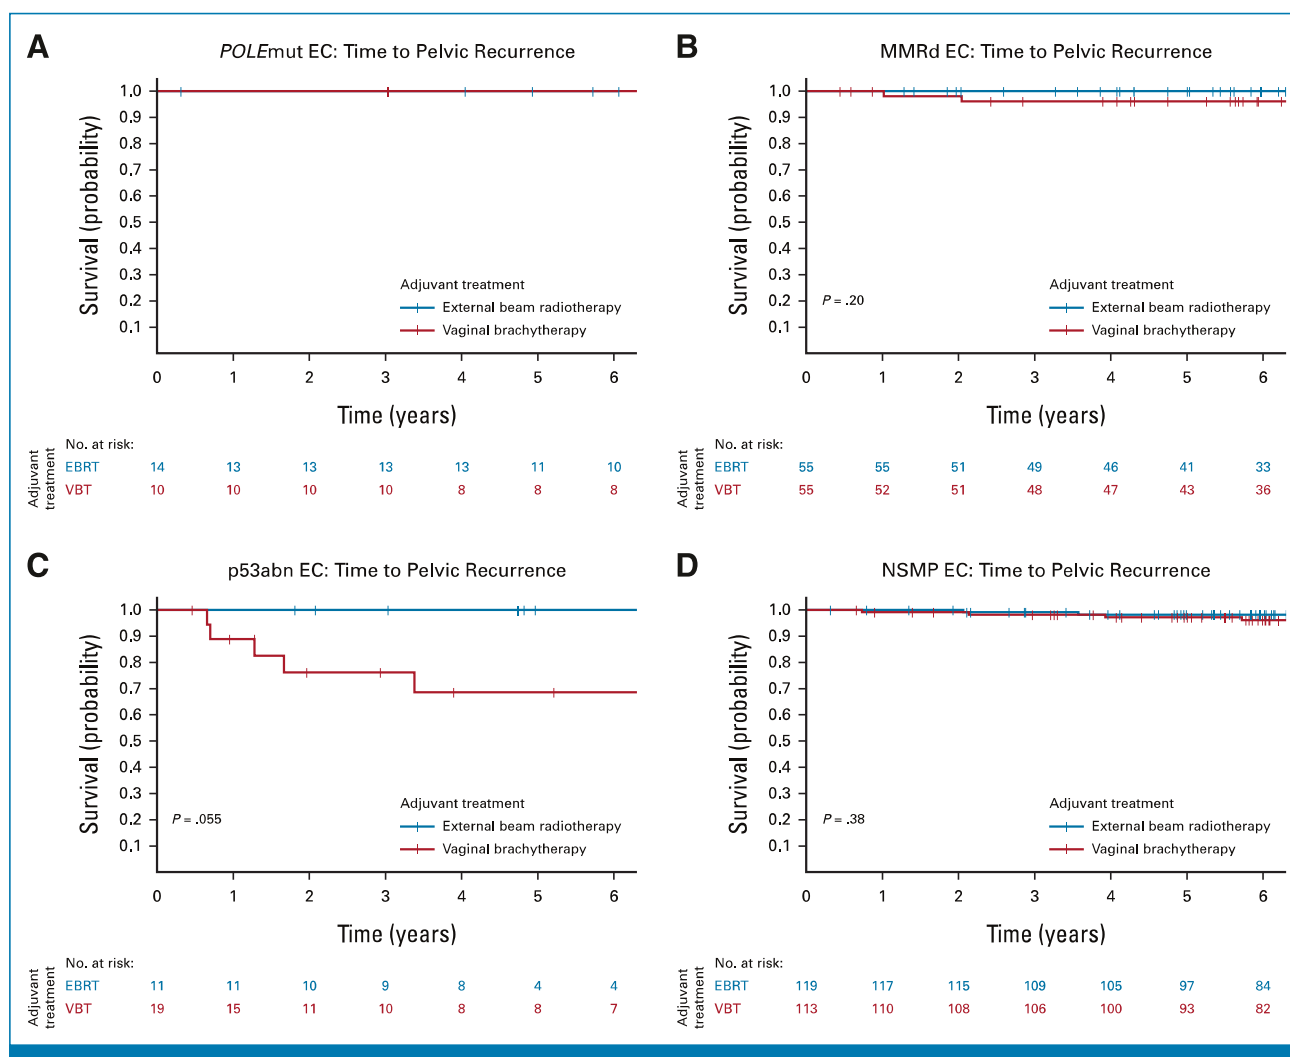 A
POLEmut EC: Time to Pelvic Recurrence
Survival (probability)
1.0
0.9
0.8
0.7
0.6
0.5
0.4
0.3
0.2
0.1
Adjuvant treatment
External beam radiotherapy
Vaginal brachytherapy
0 1 2 3 4 5 6
Time (years)
Adjuvant treatment
No. at risk:
EBRT 14 13 13 13 13 11 10
VBT 10 10 10 10 8 8 8
B
MMRd EC: Time to Pelvic Recurrence
Survival (probability)
1.0
0.9
0.8
0.7
0.6
0.5
0.4
0.3
0.2
0.1
P = .20
Adjuvant treatment
External beam radiotherapy
Vaginal brachytherapy
0 1 2 3 4 5 6
Time (years)
Adjuvant treatment
No. at risk:
EBRT 55 55 51 49 46 41 33
VBT 55 52 51 48 47 43 36
C
p53abn EC: Time to Pelvic Recurrence
Survival (probability)
1.0
0.9
0.8
0.7
0.6
0.5
0.4
0.3
0.2
0.1
P = .055
Adjuvant treatment
External beam radiotherapy
Vaginal brachytherapy
0 1 2 3 4 5 6
Time (years)
Adjuvant treatment
No. at risk:
EBRT 11 11 10 9 8 4 4
VBT 19 15 11 10 8 8 7
D
NSMP EC: Time to Pelvic Recurrence
Survival (probability)
1.0
0.9
0.8
0.7
0.6
0.5
0.4
0.3
0.2
0.1
P = .38
Adjuvant treatment
External beam radiotherapy
Vaginal brachytherapy
0 1 2 3 4 5 6
Time (years)
Adjuvant treatment
No. at risk:
EBRT 119 117 115 109 105 97 84
VBT 113 110 108 106 100 93 82